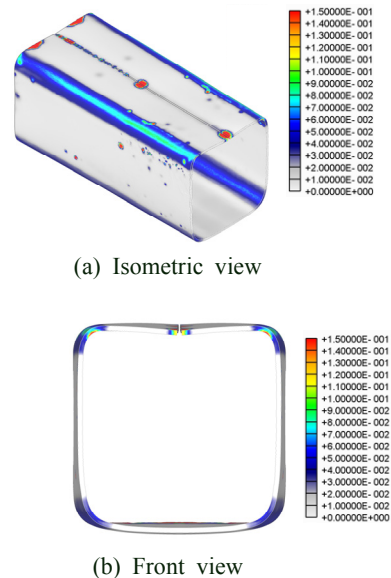 +1.50000E-001
+1.40000E-001
+1.30000E-001
+1.20000E-001
+1.10000E-001
+1.00000E-001
+9.00000E-002
+8.00000E-002
+7.00000E-002
+6.00000E-002
+5.00000E-002
+4.00000E-002
+3.00000E-002
+2.00000E-002
+1.00000E-002
+0.00000E+000
(a) Isometric view
+1.50000E-001
+1.40000E-001
+1.30000E-001
+1.20000E-001
+1.10000E-001
+1.00000E-001
+9.00000E-002
+8.00000E-002
+7.00000E-002
+6.00000E-002
+5.00000E-002
+4.00000E-002
+3.00000E-002
+2.00000E-002
+1.00000E-002
+0.00000E+000
(b) Front view